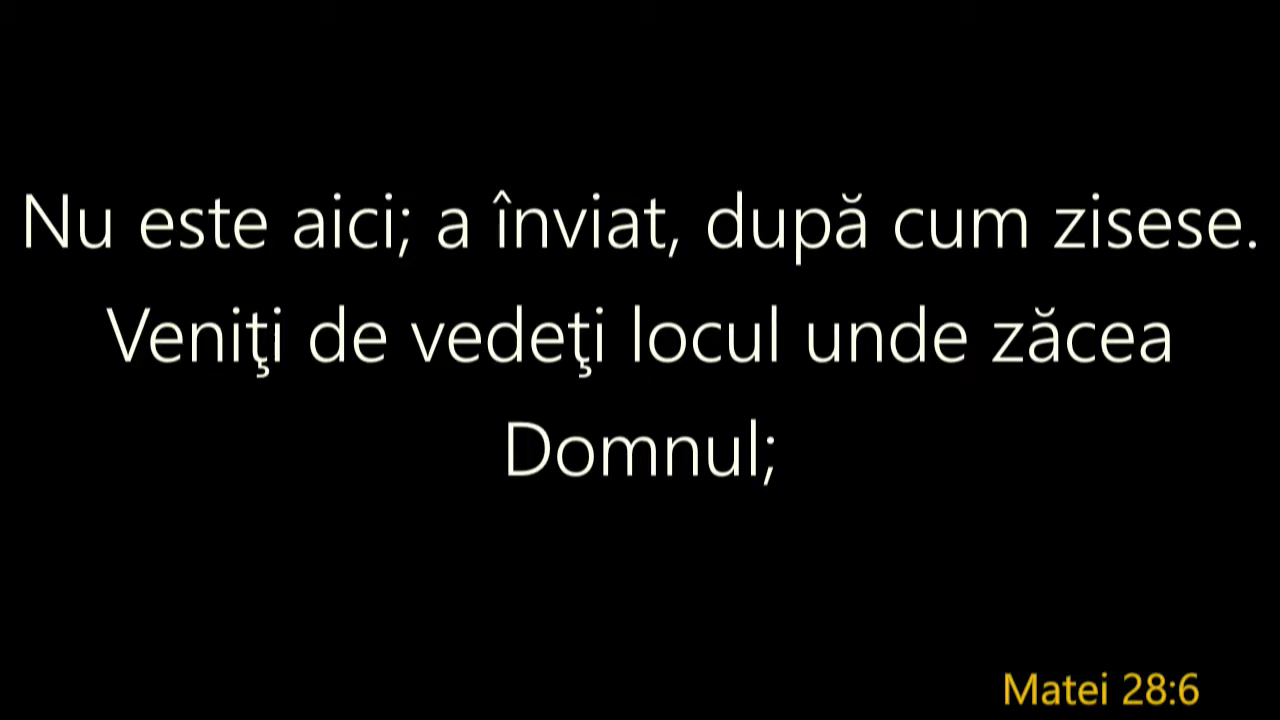 Nu este aici; a înviat, după cum zisese.
Veniţi de vedeţi locul unde zăcea
Domnul;
Matei 28:6